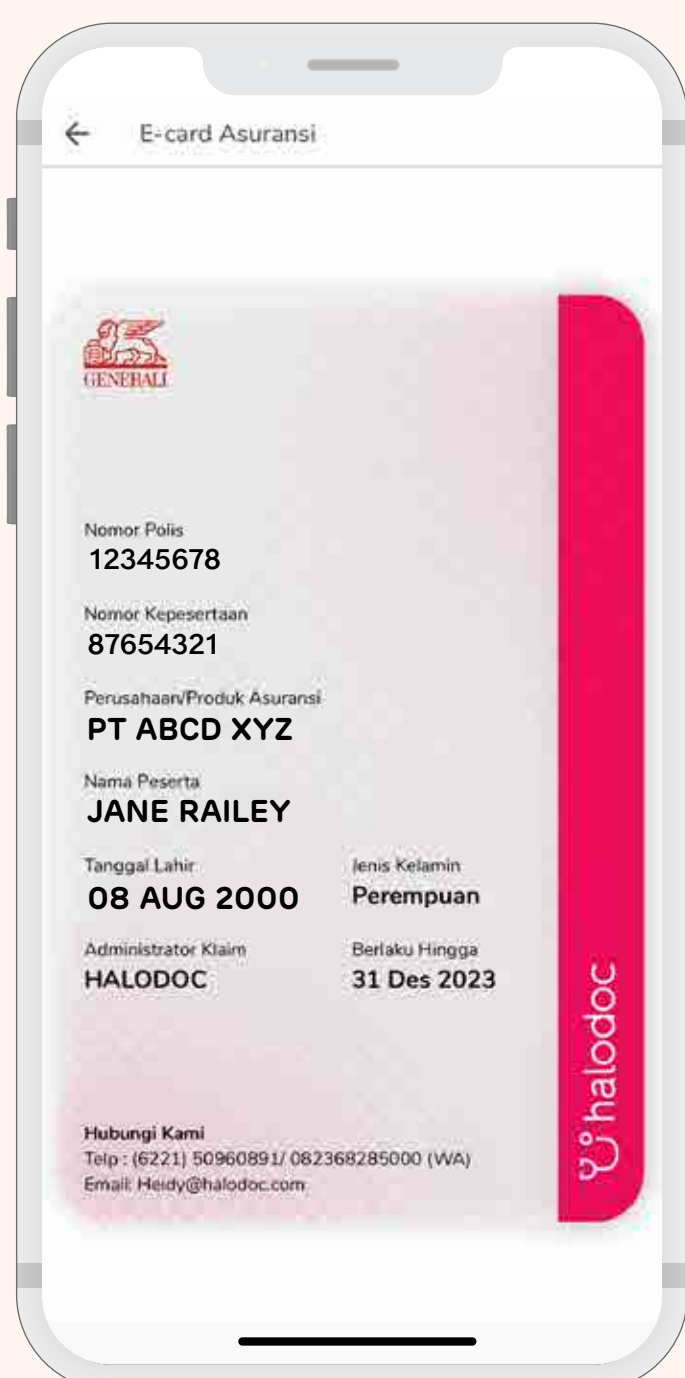 E-card Asuransi
GENERALI
Nomor Polis
12345678
Nomor Kepesertaan
87654321
Perusahaan/Produk Asuransi
PT ABCD XYZ
Nama Peserta
JANE RAILEY
Tanggal Lahir Jenis Kelamin
08 AUG 2000 Perempuan
Administrator Klaim Berlaku Hingga
HALODOC 31 Des 2023
Hubungi Kami
Telp : (6221) 50960891/ 082368285000 (WA)
Email: Heidy@halodoc.com
halodoc